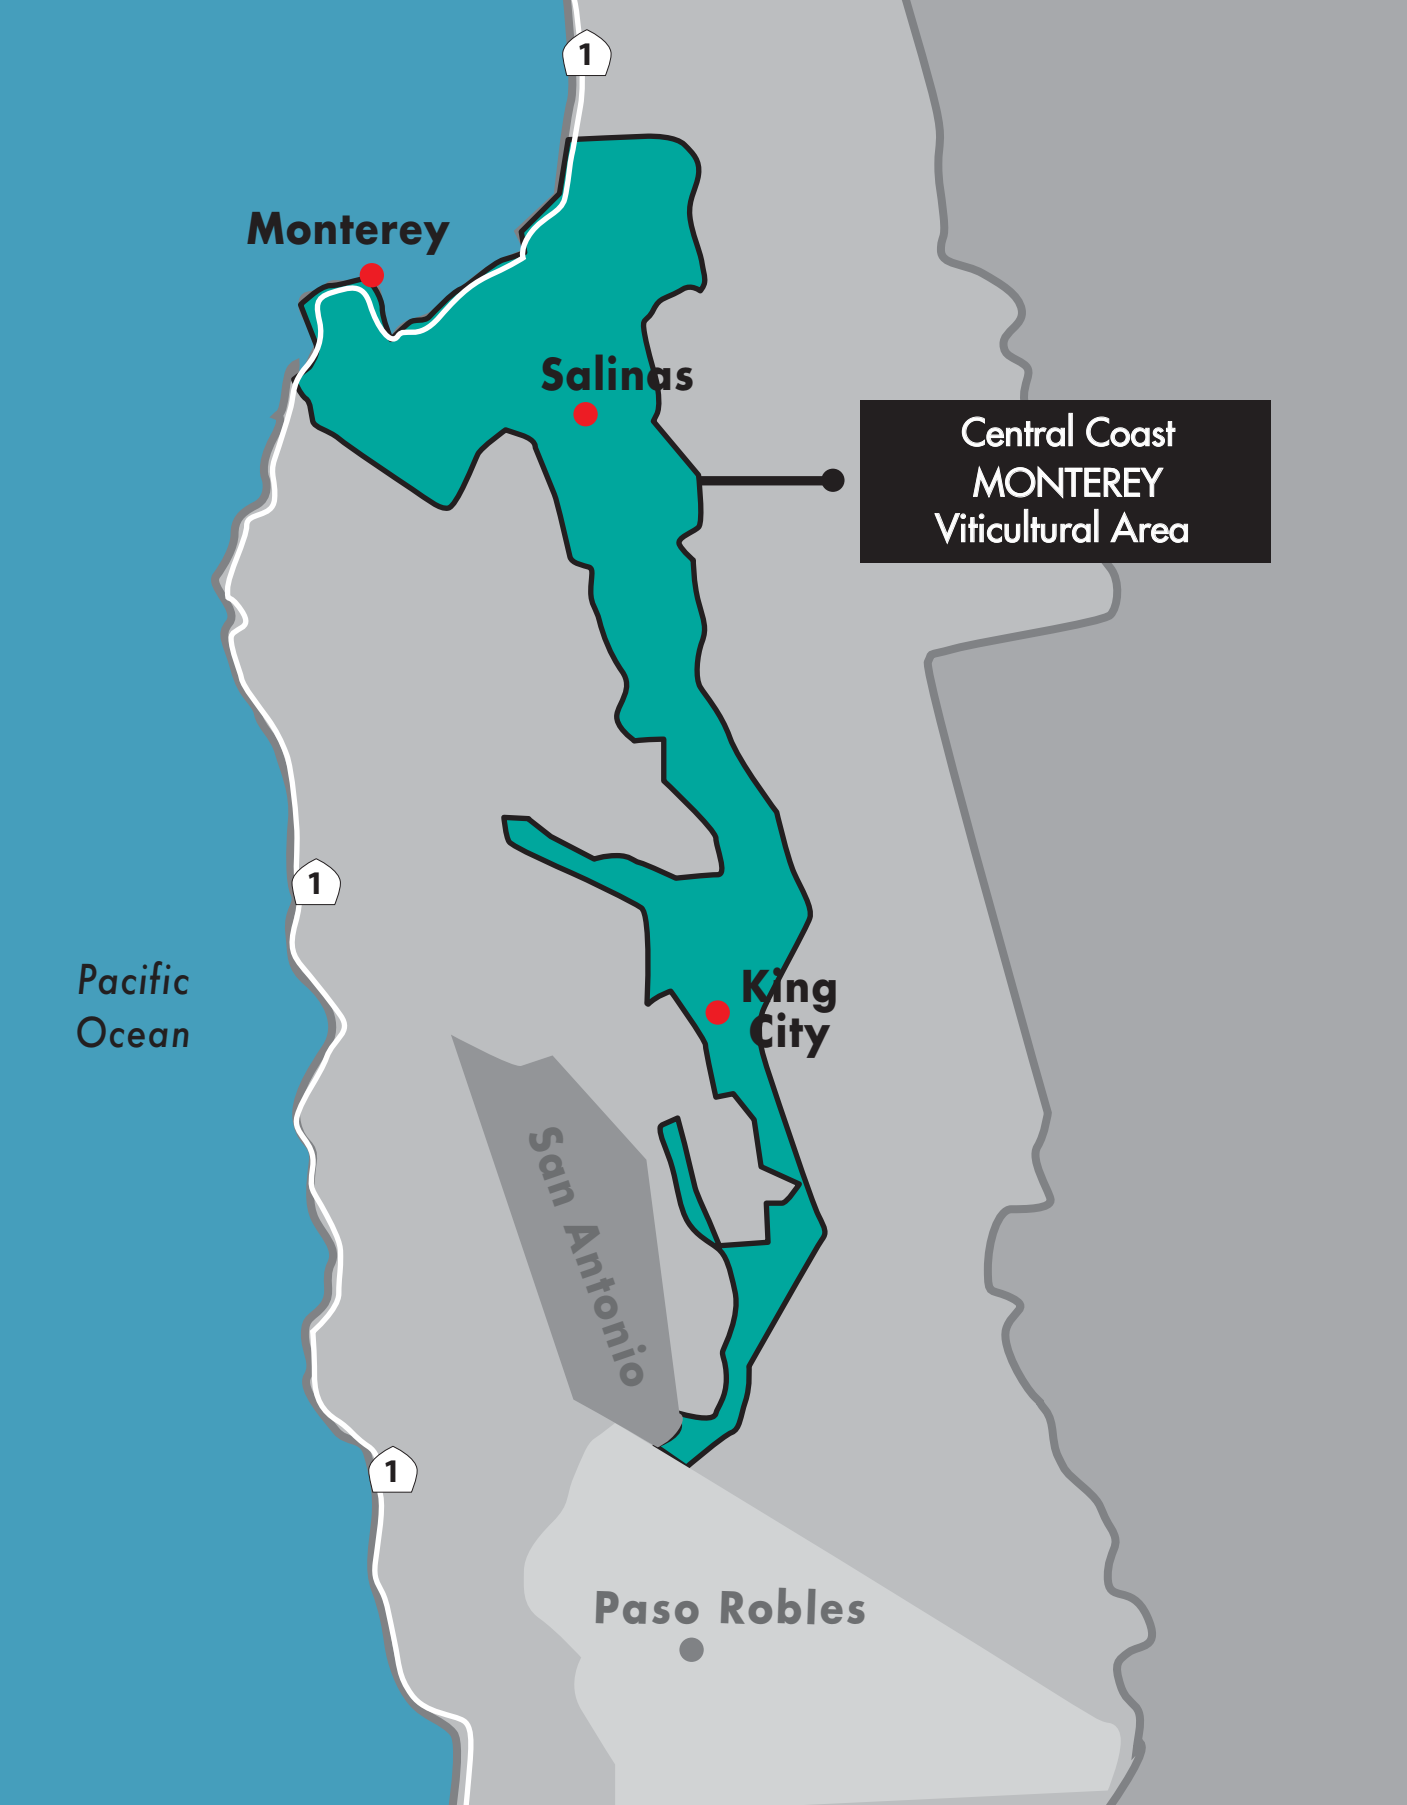 1
Monterey
Salinas
Central Coast
MONTEREY
Viticultural Area
1
Pacific
Ocean
King
City
San Antonio
1
Paso Robles